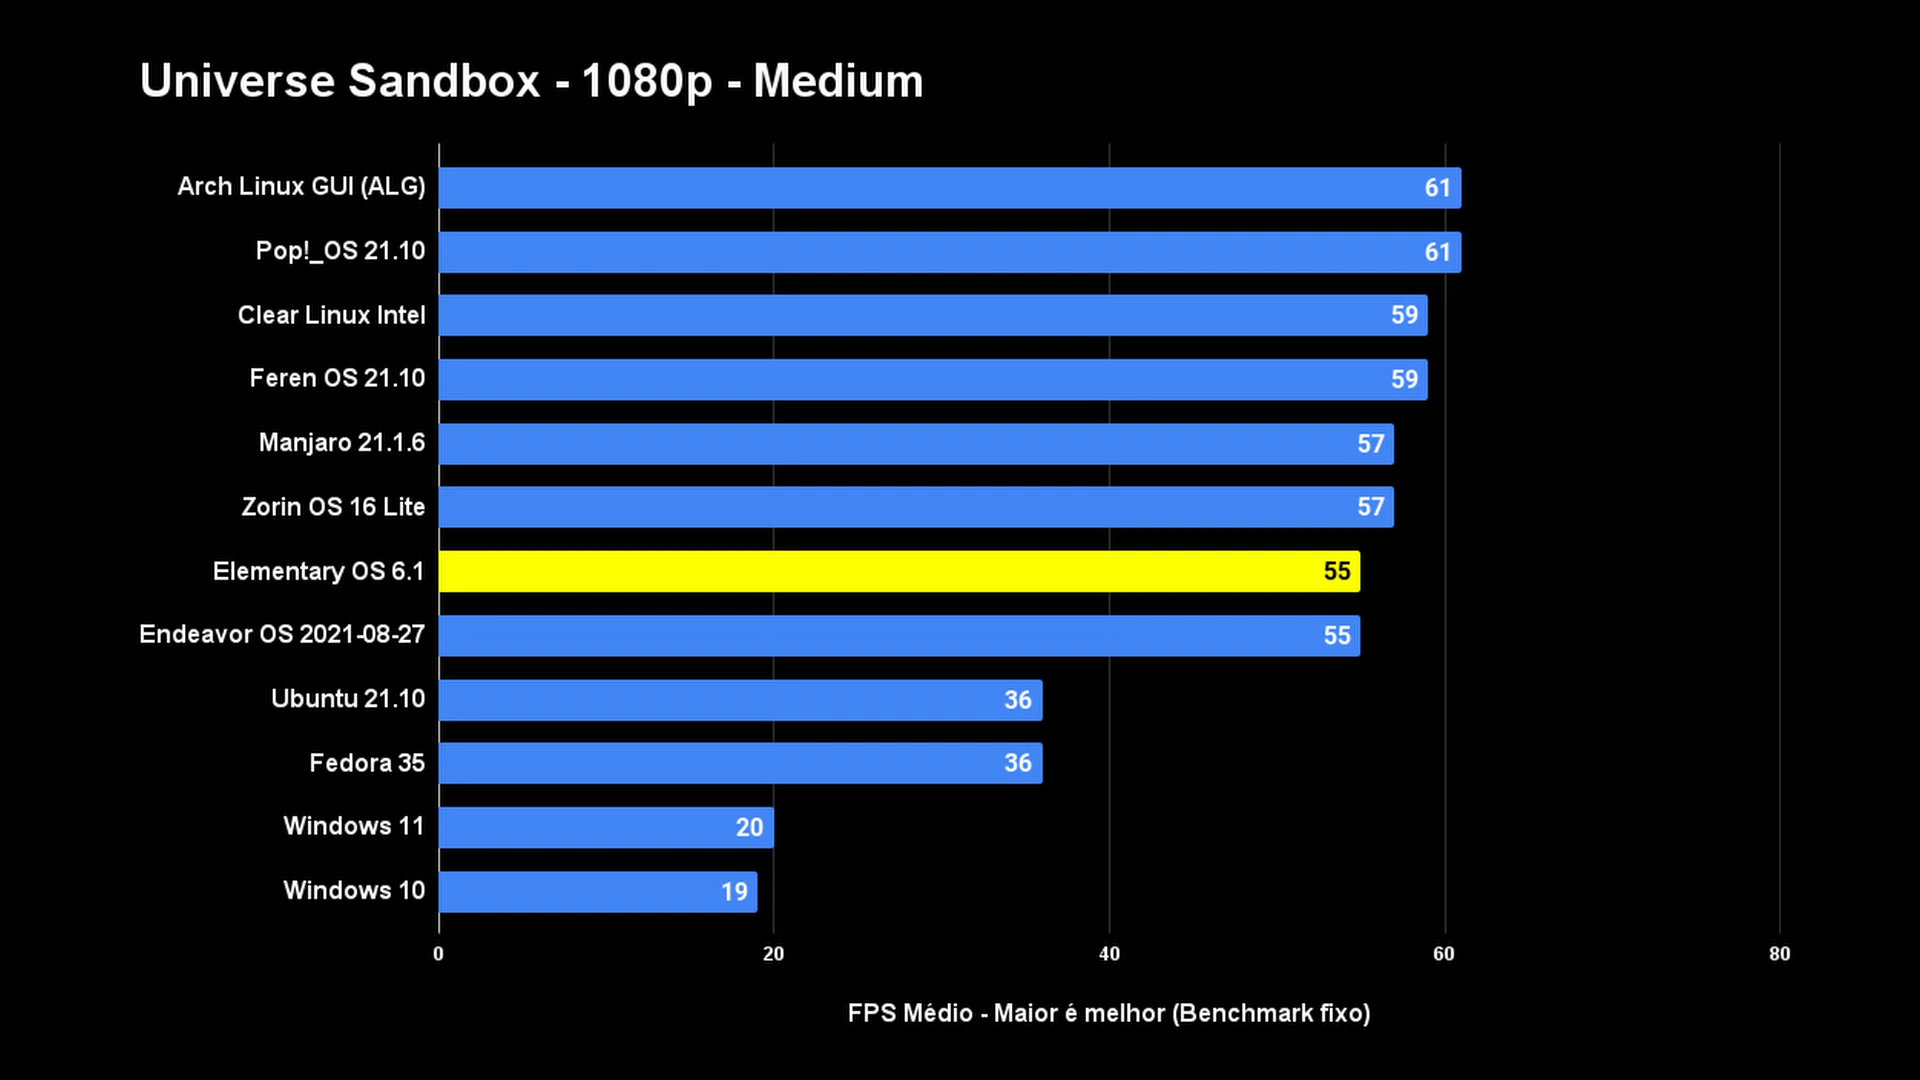 Universe Sandbox - 1080p - Medium
Arch Linux GUI (ALG) 61
Pop!_OS 21.10 61
Clear Linux Intel 59
Feren OS 21.10 59
Manjaro 21.1.6 57
Zorin OS 16 Lite 57
Elementary OS 6.1 55
Endeavor OS 2021-08-27 55
Ubuntu 21.10 36
Fedora 35 36
Windows 11 20
Windows 10 19
0 20 40 60 80
FPS Médio - Maior é melhor (Benchmark fixo)